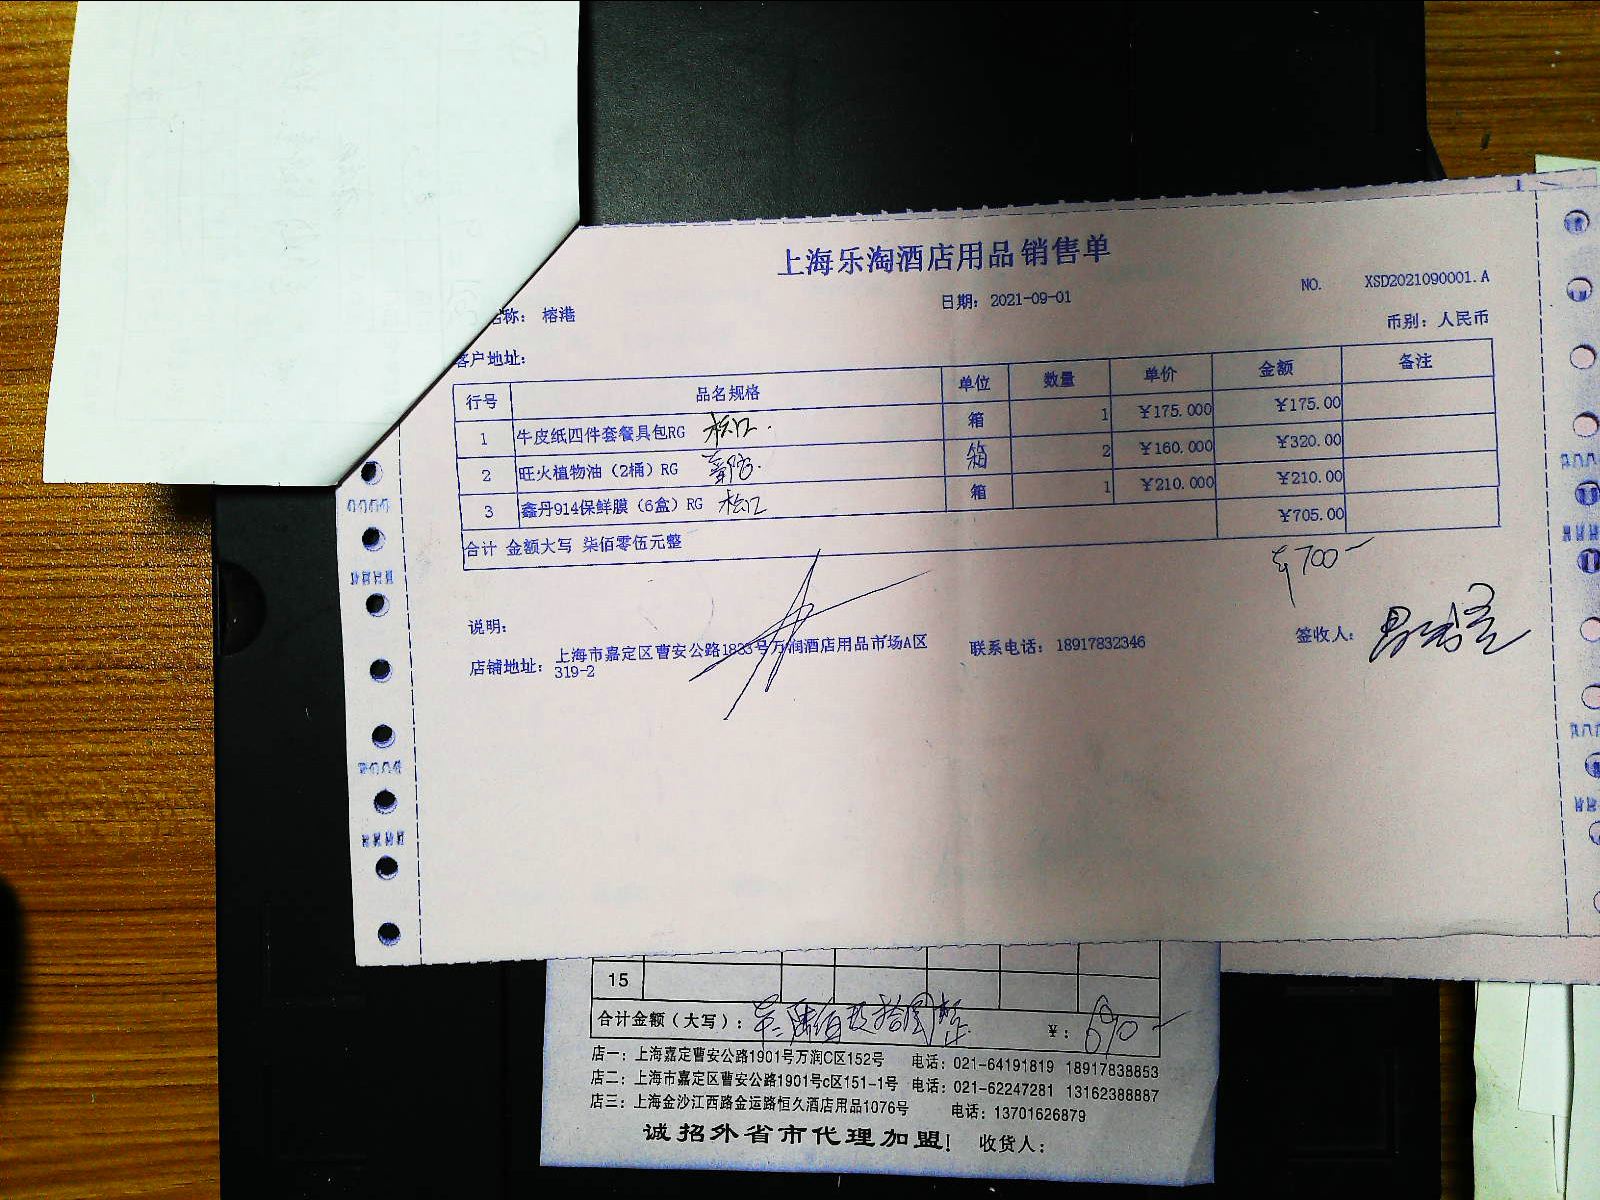 上海乐淘酒店用品销售单
日期： 2021-09-01
NO. XSD2021090001.A
名称： 榕港
币别：人民币
客户地址：
行号 品名规格 单位 数量 单价 金额 备注
1 牛皮纸四件套餐具包RG 松江. 箱 1 ￥175.000 ￥175.00
2 旺火植物油（2桶）RG 箱 2 ￥160.000 ￥320.00
3 鑫丹914保鲜膜（6盒）RG 松江 箱 1 ￥210.000 ￥210.00
合计 金额大写 柒佰零伍元整 ￥705.00
700-
说明：
店铺地址： 上海市嘉定区曹安公路1833号万润酒店用品市场A区
319-2
联系电话：18917832346
签收人：
15
合计金额（大写）： ￥： 690-
店一：上海嘉定曹安公路1901号万润C区152号 电话：021-64191819 18917838853
店二：上海市嘉定区曹安公路1901号c区151-1号 电话：021-62247281 13162388887
店三：上海金沙江西路金运路恒久酒店用品1076号 电话：13701626879
诚招外省市代理加盟！ 收货人：